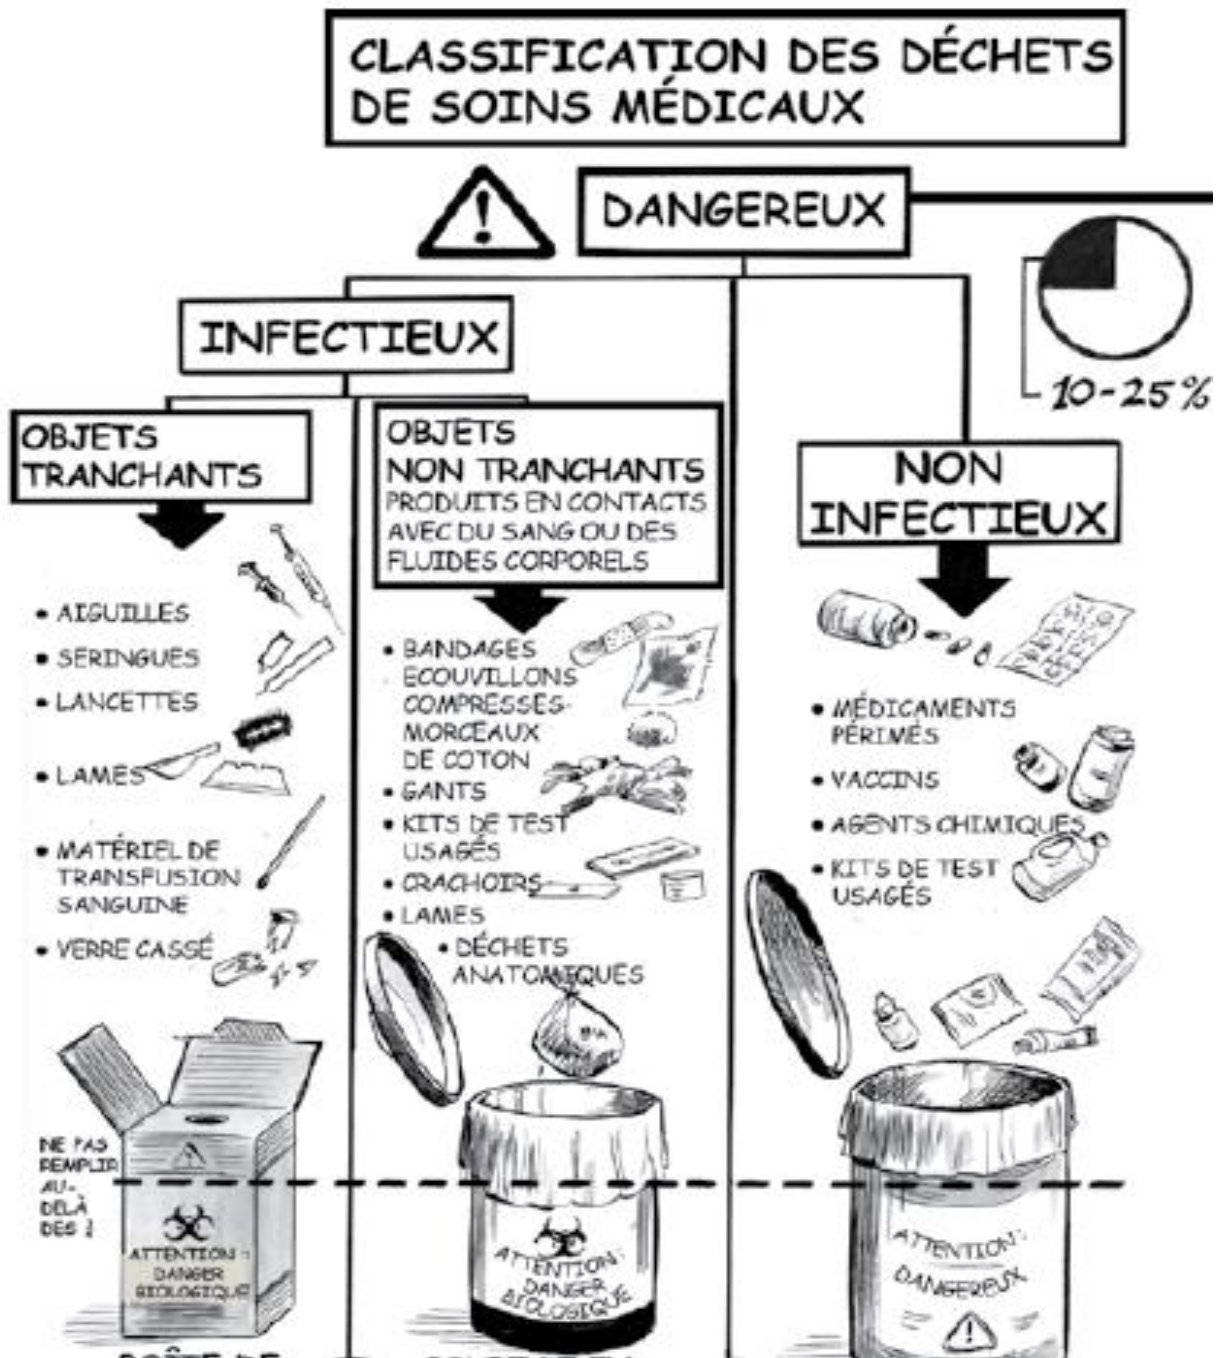 CLASSIFICATION DES DÉCHETS
DE SOINS MÉDICAUX
DANGEREUX
10-25%
INFECTIEUX
OBJETS
TRANCHANTS
• AIGUILLES
• SERINGUES
• LANCETTES
• LAMES
• MATÉRIEL DE
TRANSFUSION
SANGUINE
• VERRE CASSÉ
NE PAS
REMPLIR
AU-
DELÀ
DES
ATTENTION :
DANGER
BIOLOGIQUE
OBJETS
NON TRANCHANTS
PRODUITS EN CONTACTS
AVEC DU SANG OU DES
FLUIDES CORPORELS
• BANDAGES
ECOUVILLONS
COMPRESSES
MORCEAUX
DE COTON
• GANTS
• KITS DE TEST
USAGÉS
• CRACHOIRS
• LAMES
• DÉCHETS
ANATOMIQUES
ATTENTION :
DANGER
BIOLOGIQUE
NON
INFECTIEUX
• MÉDICAMENTS
PÉRIMÉS
• VACCINS
• AGENTS CHIMIQUES
• KITS DE TEST
USAGÉS
ATTENTION :
DANGEREUX